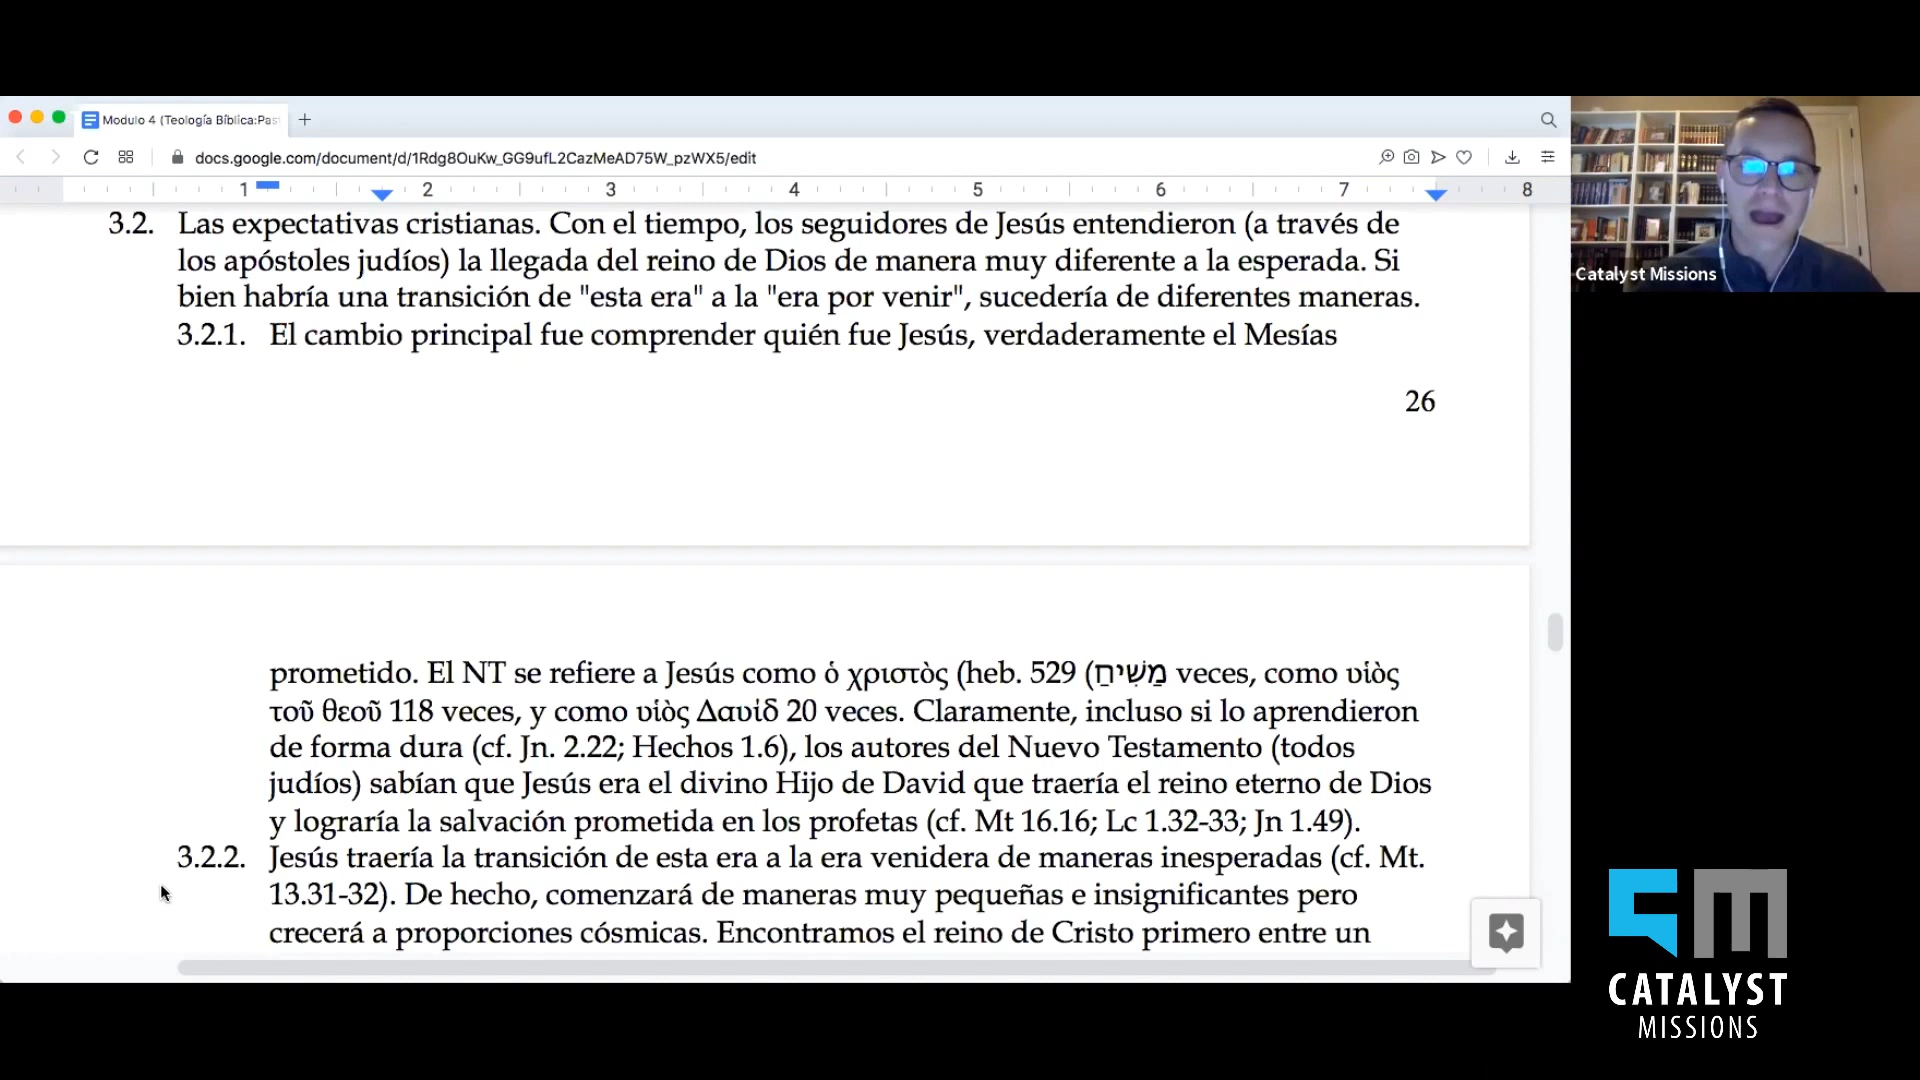 Modulo 4 (Teología Bíblica:Pas
docs.google.com/document/d/1Rdg8OuKw_GG9ufL2CazMeAD75W_pzWX5/edit
1 2 3 4 5 6 7 8
3.2. Las expectativas cristianas. Con el tiempo, los seguidores de Jesús entendieron (a través de
los apóstoles judíos) la llegada del reino de Dios de manera muy diferente a la esperada. Si
bien habría una transición de "esta era" a la "era por venir", sucedería de diferentes maneras.
3.2.1. El cambio principal fue comprender quién fue Jesús, verdaderamente el Mesías
26
prometido. El NT se refiere a Jesús como ὁ χριστὸς (heb. 529 (מַשִׁיחַ veces, como υἱὸς
τοῦ θεοῦ 118 veces, y como υἱὸς Δαυίδ 20 veces. Claramente, incluso si lo aprendieron
de forma dura (cf. Jn. 2.22; Hechos 1.6), los autores del Nuevo Testamento (todos
judíos) sabían que Jesús era el divino Hijo de David que traería el reino eterno de Dios
y lograría la salvación prometida en los profetas (cf. Mt 16.16; Lc 1.32-33; Jn 1.49).
3.2.2. Jesús traería la transición de esta era a la era venidera de maneras inesperadas (cf. Mt.
13.31-32). De hecho, comenzará de maneras muy pequeñas e insignificantes pero
crecerá a proporciones cósmicas. Encontramos el reino de Cristo primero entre un
Catalyst Missions
CATALYST
MISSIONS